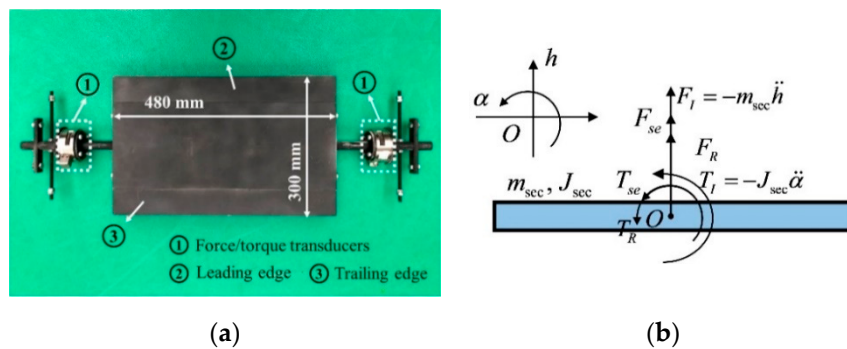 ②
①
①
480 mm
300 mm
③
① Force/torque transducers
② Leading edge ③ Trailing edge
h
α
O
F_I = −m_sec ḧ
F_se
F_R
m_sec, J_sec
T_se
T_I = −J_sec α̈
T_R
O
(a)
(b)